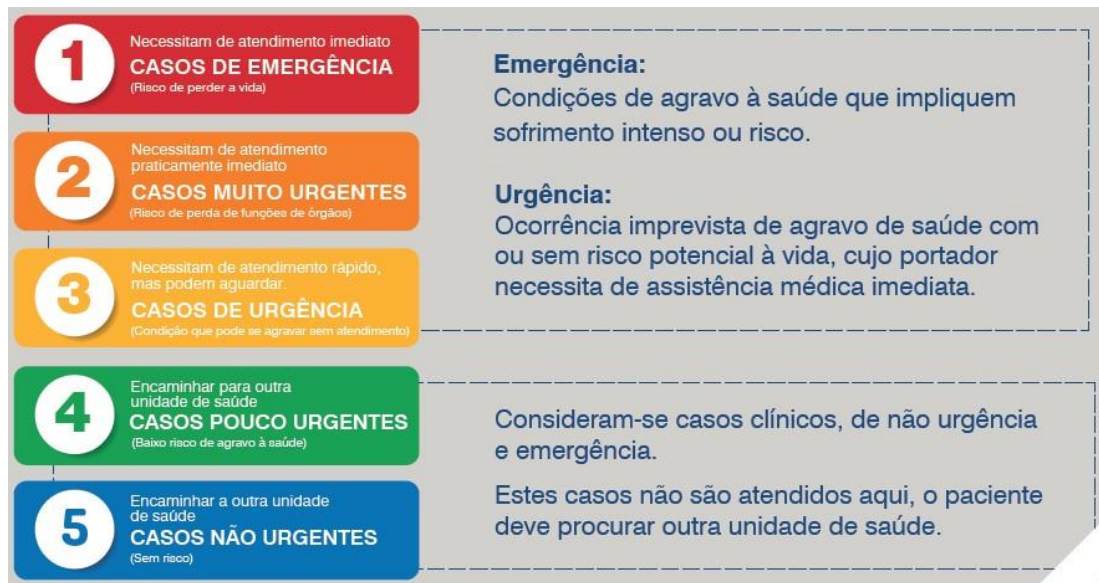 1
Necessitam de atendimento imediato
CASOS DE EMERGÊNCIA
(Risco de perder a vida)
2
Necessitam de atendimento
praticamente imediato
CASOS MUITO URGENTES
(Risco de perda de funções de órgãos)
3
Necessitam de atendimento rápido,
mas podem aguardar.
CASOS DE URGÊNCIA
(Condição que pode se agravar sem atendimento)
Emergência:
Condições de agravo à saúde que impliquem
sofrimento intenso ou risco.
Urgência:
Ocorrência imprevista de agravo de saúde com
ou sem risco potencial à vida, cujo portador
necessita de assistência médica imediata.
4
Encaminhar para outra
unidade de saúde
CASOS POUCO URGENTES
(Baixo risco de agravo à saúde)
5
Encaminhar a outra unidade
de saúde
CASOS NÃO URGENTES
(Sem risco)
Consideram-se casos clínicos, de não urgência
e emergência.
Estes casos não são atendidos aqui, o paciente
deve procurar outra unidade de saúde.